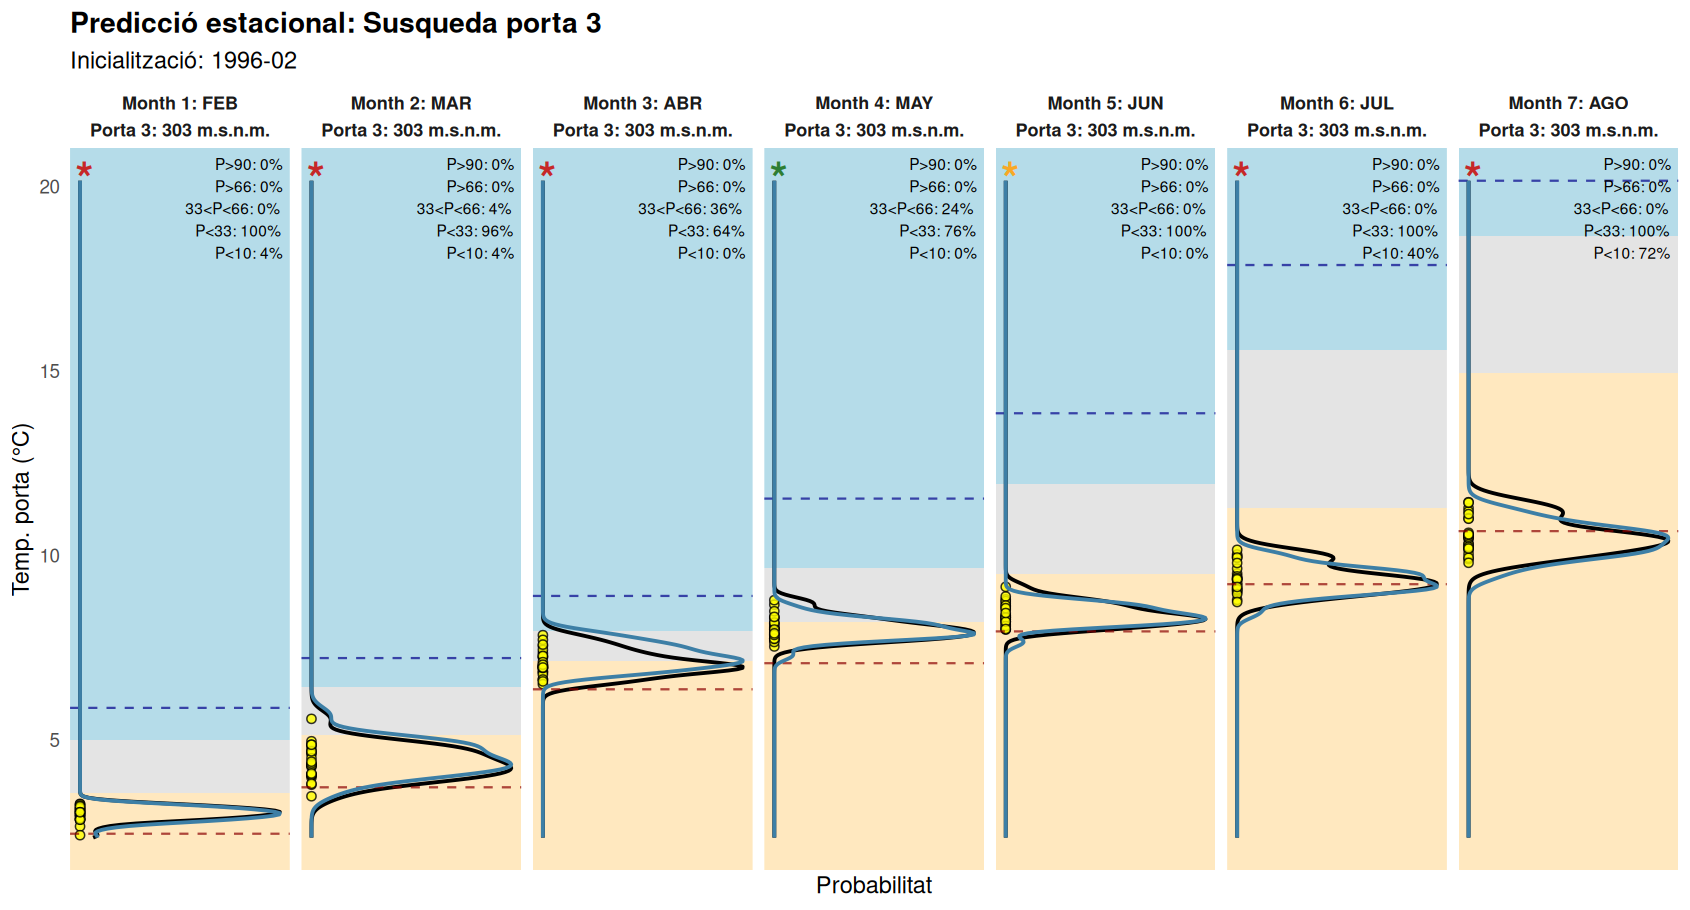 Predicció estacional: Susqueda porta 3
Inicialització: 1996-02
Month 1: FEB
Porta 3: 303 m.s.n.m.
Month 2: MAR
Porta 3: 303 m.s.n.m.
Month 3: ABR
Porta 3: 303 m.s.n.m.
Month 4: MAY
Porta 3: 303 m.s.n.m.
Month 5: JUN
Porta 3: 303 m.s.n.m.
Month 6: JUL
Porta 3: 303 m.s.n.m.
Month 7: AGO
Porta 3: 303 m.s.n.m.
*
P>90: 0%
P>66: 0%
33<P<66: 0%
P<33: 100%
P<10: 4%
*
P>90: 0%
P>66: 0%
33<P<66: 4%
P<33: 96%
P<10: 4%
*
P>90: 0%
P>66: 0%
33<P<66: 36%
P<33: 64%
P<10: 0%
*
P>90: 0%
P>66: 0%
33<P<66: 24%
P<33: 76%
P<10: 0%
*
P>90: 0%
P>66: 0%
33<P<66: 0%
P<33: 100%
P<10: 0%
*
P>90: 0%
P>66: 0%
33<P<66: 0%
P<33: 100%
P<10: 40%
*
P>90: 0%
P>66: 0%
33<P<66: 0%
P<33: 100%
P<10: 72%
20
15
10
5
Temp. porta (°C)
Probabilitat